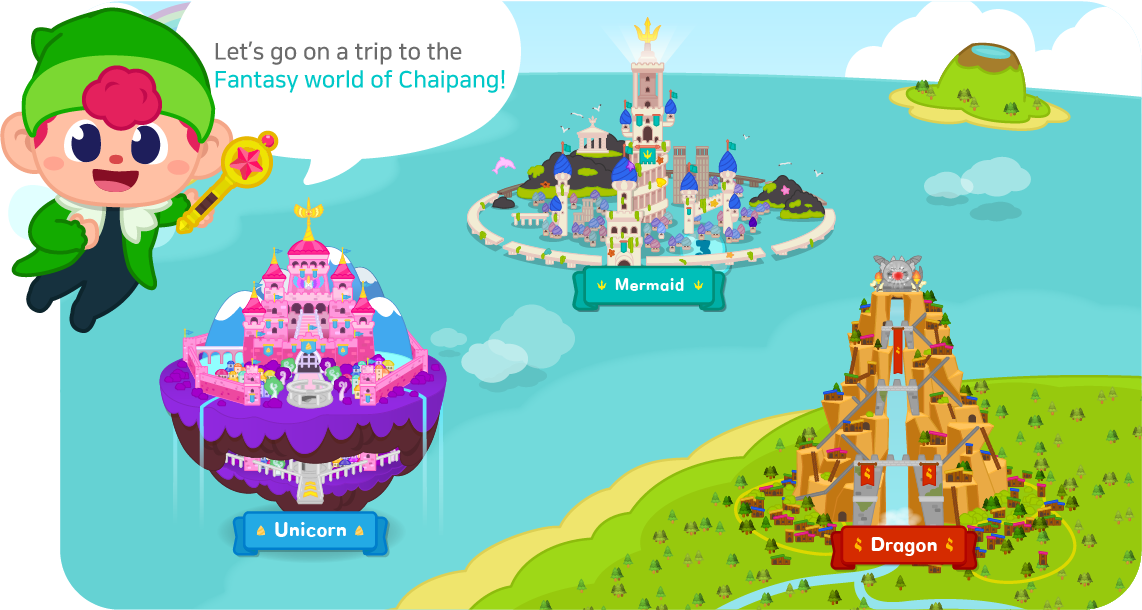 Let's go on a trip to the
Fantasy world of Chaipang!
Mermaid
Unicorn
Dragon